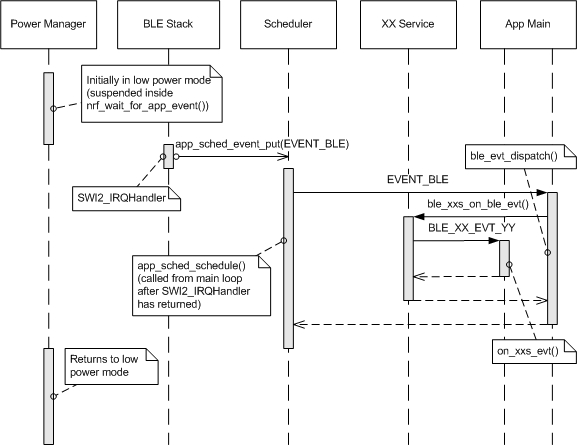 Power Manager
BLE Stack
Scheduler
XX Service
App Main
Initially in low power mode
(suspended inside
nrf_wait_for_app_event())
app_sched_event_put(EVENT_BLE)
ble_evt_dispatch()
SWI2_IRQHandler
EVENT_BLE
ble_xxs_on_ble_evt()
BLE_XX_EVT_YY
app_sched_schedule()
(called from main loop
after SWI2_IRQHandler
has returned)
on_xxs_evt()
Returns to low
power mode